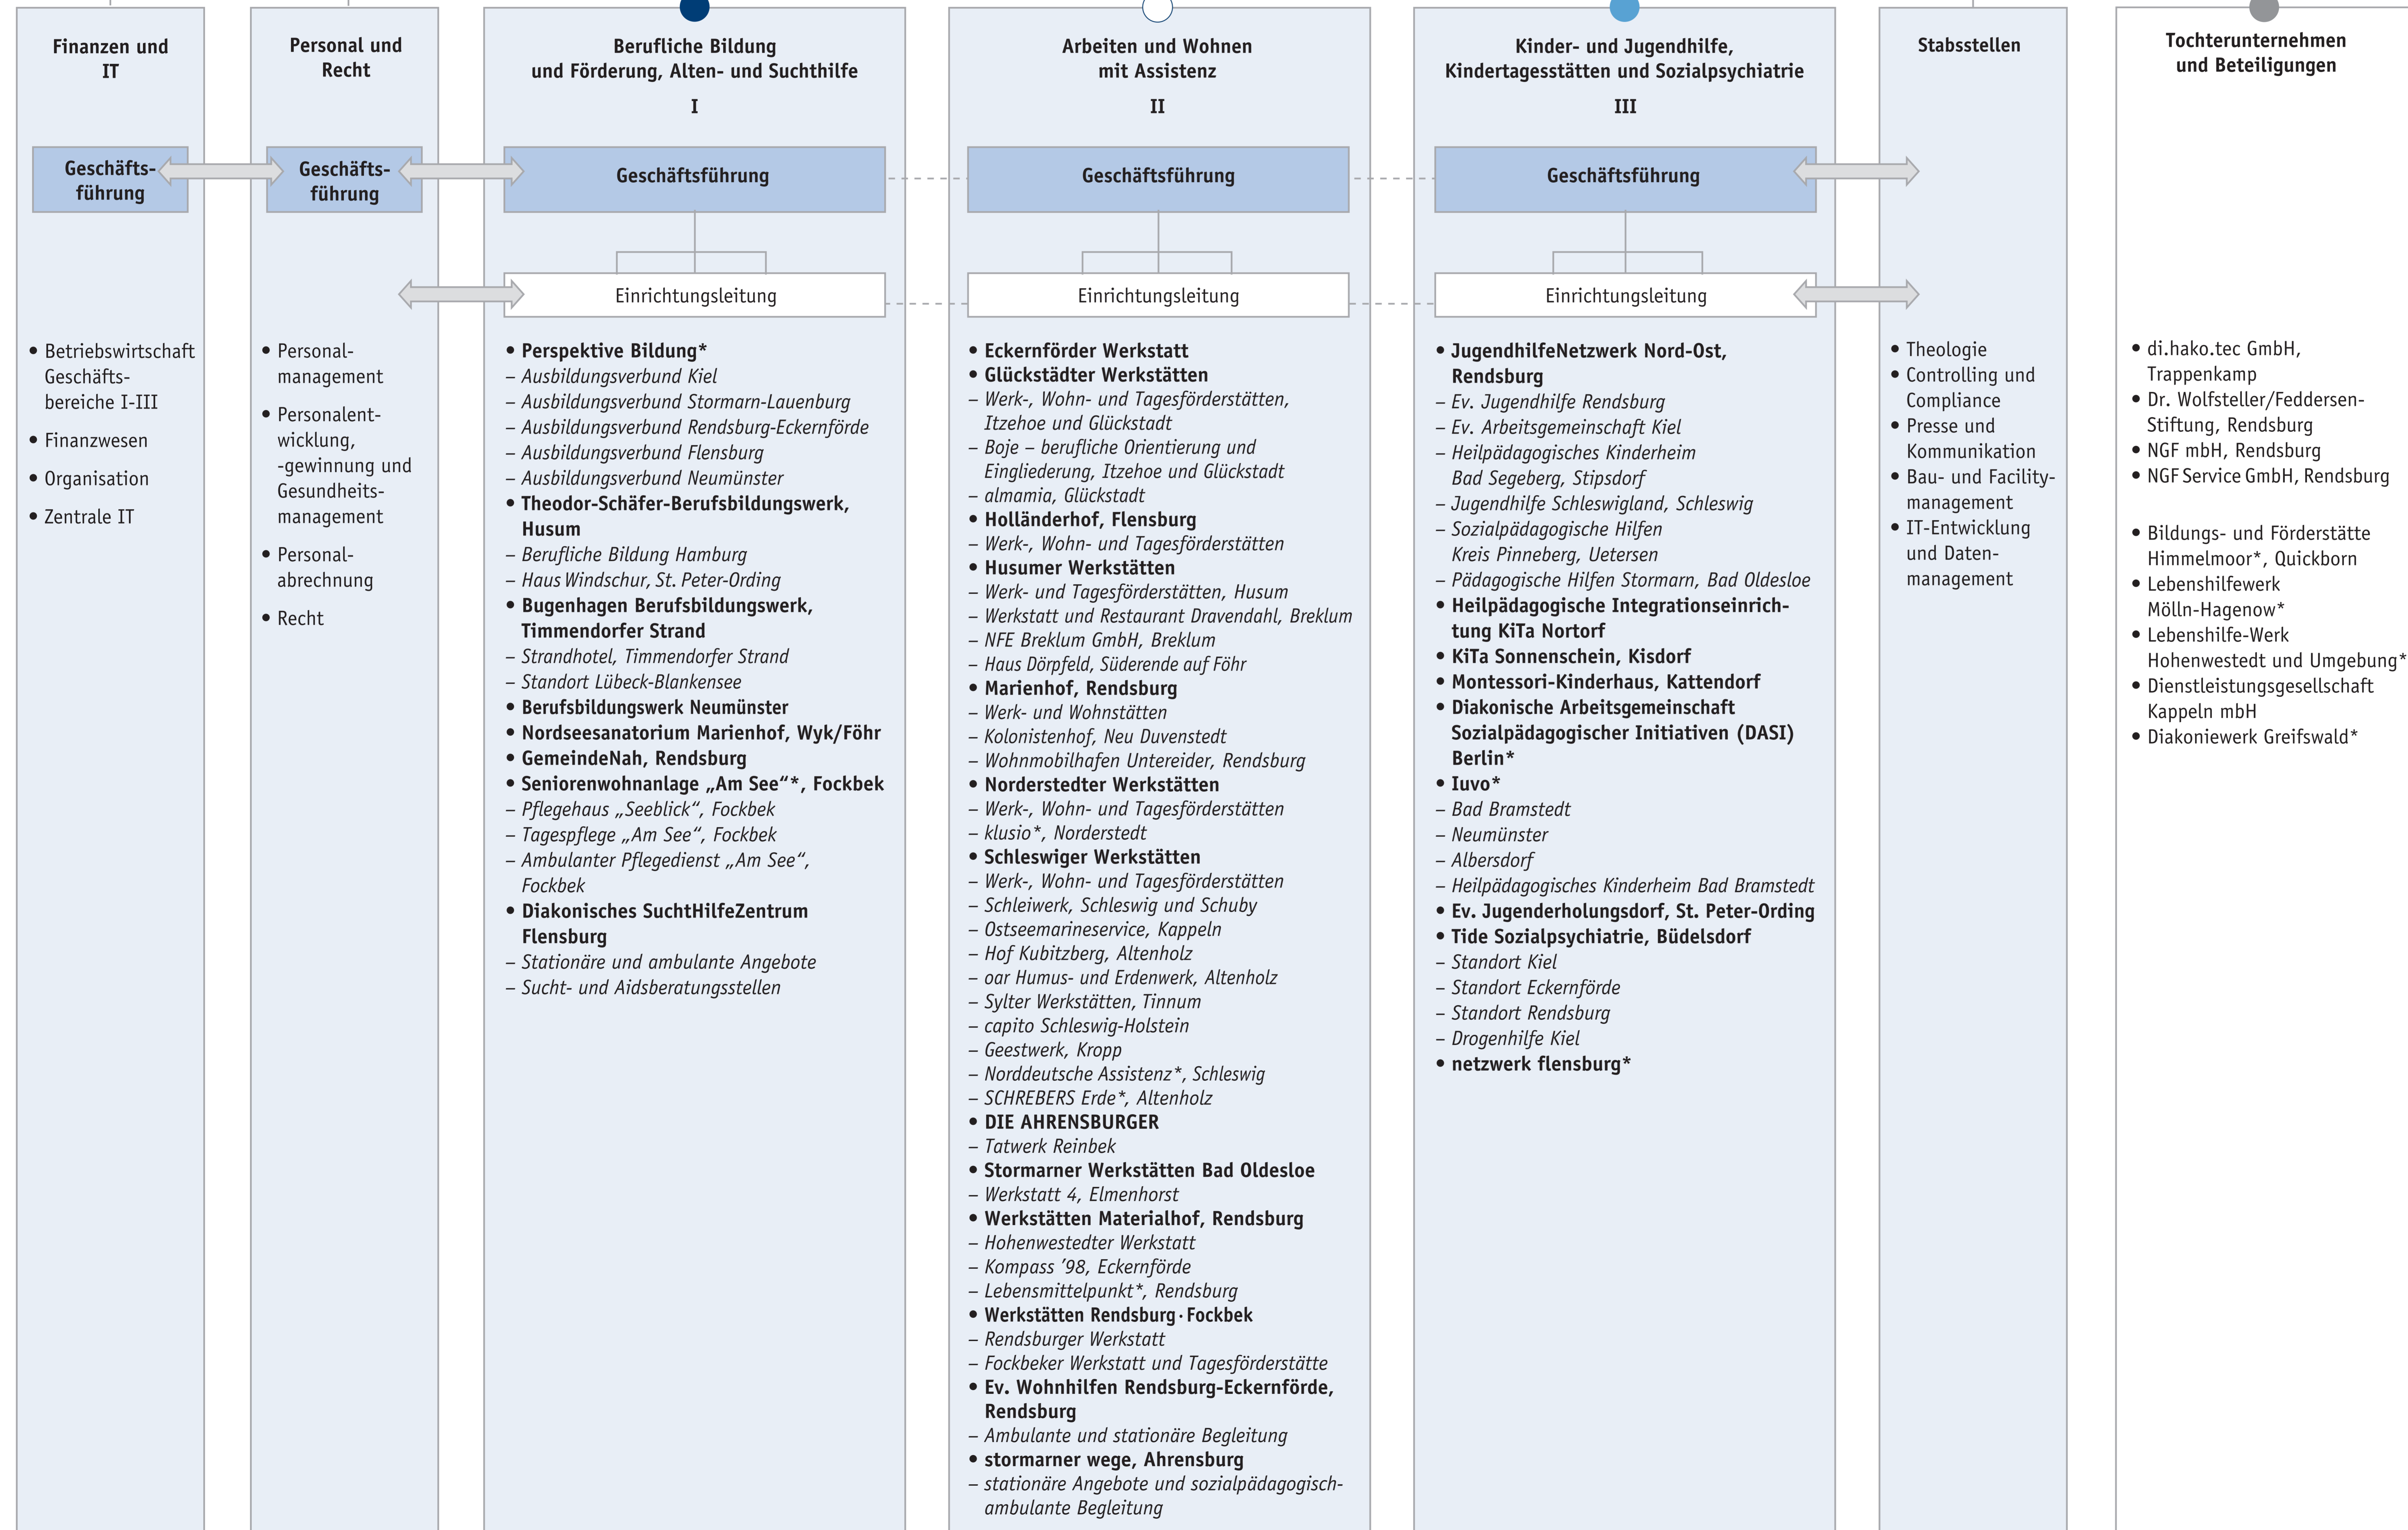 Finanzen und
IT
Geschäfts-
führung
• Betriebswirtschaft
Geschäfts-
bereiche I-III
• Finanzwesen
• Organisation
• Zentrale IT
Personal und
Recht
Geschäfts-
führung
• Personal-
management
• Personalent-
wicklung,
-gewinnung und
Gesundheits-
management
• Personal-
abrechnung
• Recht
Berufliche Bildung
und Förderung, Alten- und Suchthilfe
I
Geschäftsführung
Einrichtungsleitung
• Perspektive Bildung*
– Ausbildungsverbund Kiel
– Ausbildungsverbund Stormarn-Lauenburg
– Ausbildungsverbund Rendsburg-Eckernförde
– Ausbildungsverbund Flensburg
– Ausbildungsverbund Neumünster
• Theodor-Schäfer-Berufsbildungswerk,
Husum
– Berufliche Bildung Hamburg
– Haus Windschur, St. Peter-Ording
• Bugenhagen Berufsbildungswerk,
Timmendorfer Strand
– Strandhotel, Timmendorfer Strand
– Standort Lübeck-Blankensee
• Berufsbildungswerk Neumünster
• Nordseesanatorium Marienhof, Wyk/Föhr
• GemeindeNah, Rendsburg
• Seniorenwohnanlage „Am See“*, Fockbek
– Pflegehaus „Seeblick“, Fockbek
– Tagespflege „Am See“, Fockbek
– Ambulanter Pflegedienst „Am See“,
Fockbek
• Diakonisches SuchtHilfeZentrum
Flensburg
– Stationäre und ambulante Angebote
– Sucht- und Aidsberatungsstellen
Arbeiten und Wohnen
mit Assistenz
II
Geschäftsführung
Einrichtungsleitung
• Eckernförder Werkstatt
• Glückstädter Werkstätten
– Werk-, Wohn- und Tagesförderstätten,
Itzehoe und Glückstadt
– Boje – berufliche Orientierung und
Eingliederung, Itzehoe und Glückstadt
– almamia, Glückstadt
• Holländerhof, Flensburg
– Werk-, Wohn- und Tagesförderstätten
• Husumer Werkstätten
– Werk- und Tagesförderstätten, Husum
– Werkstatt und Restaurant Dravendahl, Breklum
– NFE Breklum GmbH, Breklum
– Haus Dörpfeld, Süderende auf Föhr
• Marienhof, Rendsburg
– Werk- und Wohnstätten
– Kolonistenhof, Neu Duvenstedt
– Wohnmobilhafen Untereider, Rendsburg
• Norderstedter Werkstätten
– Werk-, Wohn- und Tagesförderstätten
– klusio*, Norderstedt
• Schleswiger Werkstätten
– Werk-, Wohn- und Tagesförderstätten
– Schleiwerk, Schleswig und Schuby
– Ostseemarineservice, Kappeln
– Hof Kubitzberg, Altenholz
– oar Humus- und Erdenwerk, Altenholz
– Sylter Werkstätten, Tinnum
– capito Schleswig-Holstein
– Geestwerk, Kropp
– Norddeutsche Assistenz*, Schleswig
– SCHREBERS Erde*, Altenholz
• DIE AHRENSBURGER
– Tatwerk Reinbek
• Stormarner Werkstätten Bad Oldesloe
– Werkstatt 4, Elmenhorst
• Werkstätten Materialhof, Rendsburg
– Hohenwestedter Werkstatt
– Kompass ’98, Eckernförde
– Lebensmittelpunkt*, Rendsburg
• Werkstätten Rendsburg · Fockbek
– Rendsburger Werkstatt
– Fockbeker Werkstatt und Tagesförderstätte
• Ev. Wohnhilfen Rendsburg-Eckernförde,
Rendsburg
– Ambulante und stationäre Begleitung
• stormarner wege, Ahrensburg
– stationäre Angebote und sozialpädagogisch-
ambulante Begleitung
Kinder- und Jugendhilfe,
Kindertagesstätten und Sozialpsychiatrie
III
Geschäftsführung
Einrichtungsleitung
• JugendhilfeNetzwerk Nord-Ost,
Rendsburg
– Ev. Jugendhilfe Rendsburg
– Ev. Arbeitsgemeinschaft Kiel
– Heilpädagogisches Kinderheim
Bad Segeberg, Stipsdorf
– Jugendhilfe Schleswigland, Schleswig
– Sozialpädagogische Hilfen
Kreis Pinneberg, Uetersen
– Pädagogische Hilfen Stormarn, Bad Oldesloe
• Heilpädagogische Integrationseinrich-
tung KiTa Nortorf
• KiTa Sonnenschein, Kisdorf
• Montessori-Kinderhaus, Kattendorf
• Diakonische Arbeitsgemeinschaft
Sozialpädagogischer Initiativen (DASI)
Berlin*
• Iuvo*
– Bad Bramstedt
– Neumünster
– Albersdorf
– Heilpädagogisches Kinderheim Bad Bramstedt
• Ev. Jugenderholungsdorf, St. Peter-Ording
• Tide Sozialpsychiatrie, Büdelsdorf
– Standort Kiel
– Standort Eckernförde
– Standort Rendsburg
– Drogenhilfe Kiel
• netzwerk flensburg*
Stabsstellen
• Theologie
• Controlling und
Compliance
• Presse und
Kommunikation
• Bau- und Facility-
management
• IT-Entwicklung
und Daten-
management
Tochterunternehmen
und Beteiligungen
• di.hako.tec GmbH,
Trappenkamp
• Dr. Wolfsteller/Feddersen-
Stiftung, Rendsburg
• NGF mbH, Rendsburg
• NGF Service GmbH, Rendsburg
• Bildungs- und Förderstätte
Himmelmoor*, Quickborn
• Lebenshilfewerk
Mölln-Hagenow*
• Lebenshilfe-Werk
Hohenwestedt und Umgebung*
• Dienstleistungsgesellschaft
Kappeln mbH
• Diakoniewerk Greifswald*